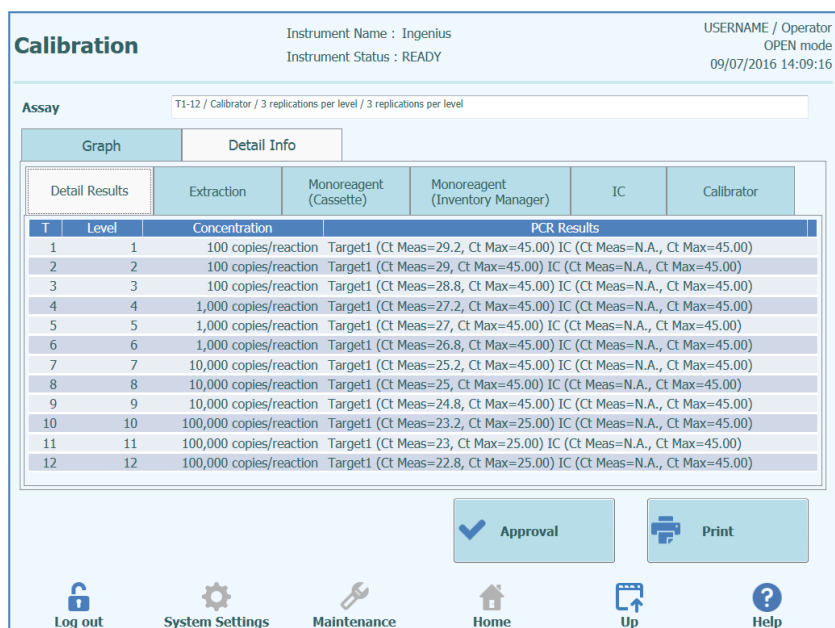 Calibration
Instrument Name : Ingenius
Instrument Status : READY
USERNAME / Operator
OPEN mode
09/07/2016 14:09:16
Assay
T1-12 / Calibrator / 3 replications per level / 3 replications per level
Graph
Detail Info
Detail Results
Extraction
Monoreagent
(Cassette)
Monoreagent
(Inventory Manager)
IC
Calibrator
T Level Concentration PCR Results
1 1 100 copies/reaction Target1 (Ct Meas=29.2, Ct Max=45.00) IC (Ct Meas=N.A., Ct Max=45.00)
2 2 100 copies/reaction Target1 (Ct Meas=29, Ct Max=45.00) IC (Ct Meas=N.A., Ct Max=45.00)
3 3 100 copies/reaction Target1 (Ct Meas=28.8, Ct Max=45.00) IC (Ct Meas=N.A., Ct Max=45.00)
4 4 1,000 copies/reaction Target1 (Ct Meas=27.2, Ct Max=45.00) IC (Ct Meas=N.A., Ct Max=45.00)
5 5 1,000 copies/reaction Target1 (Ct Meas=27, Ct Max=45.00) IC (Ct Meas=N.A., Ct Max=45.00)
6 6 1,000 copies/reaction Target1 (Ct Meas=26.8, Ct Max=45.00) IC (Ct Meas=N.A., Ct Max=45.00)
7 7 10,000 copies/reaction Target1 (Ct Meas=25.2, Ct Max=45.00) IC (Ct Meas=N.A., Ct Max=45.00)
8 8 10,000 copies/reaction Target1 (Ct Meas=25, Ct Max=45.00) IC (Ct Meas=N.A., Ct Max=45.00)
9 9 10,000 copies/reaction Target1 (Ct Meas=24.8, Ct Max=45.00) IC (Ct Meas=N.A., Ct Max=45.00)
10 10 100,000 copies/reaction Target1 (Ct Meas=23.2, Ct Max=25.00) IC (Ct Meas=N.A., Ct Max=45.00)
11 11 100,000 copies/reaction Target1 (Ct Meas=23, Ct Max=25.00) IC (Ct Meas=N.A., Ct Max=45.00)
12 12 100,000 copies/reaction Target1 (Ct Meas=22.8, Ct Max=25.00) IC (Ct Meas=N.A., Ct Max=45.00)
Approval
Print
Log out
System Settings
Maintenance
Home
Up
Help